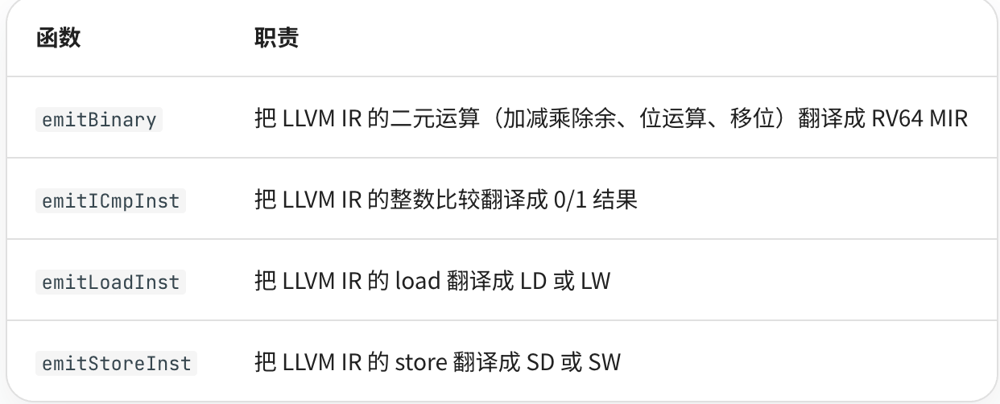 函数 职责
emitBinary 把 LLVM IR 的二元运算（加减乘除余、位运算、移位）翻译成 RV64 MIR
emitICmpInst 把 LLVM IR 的整数比较翻译成 0/1 结果
emitLoadInst 把 LLVM IR 的 load 翻译成 LD 或 LW
emitStoreInst 把 LLVM IR 的 store 翻译成 SD 或 SW